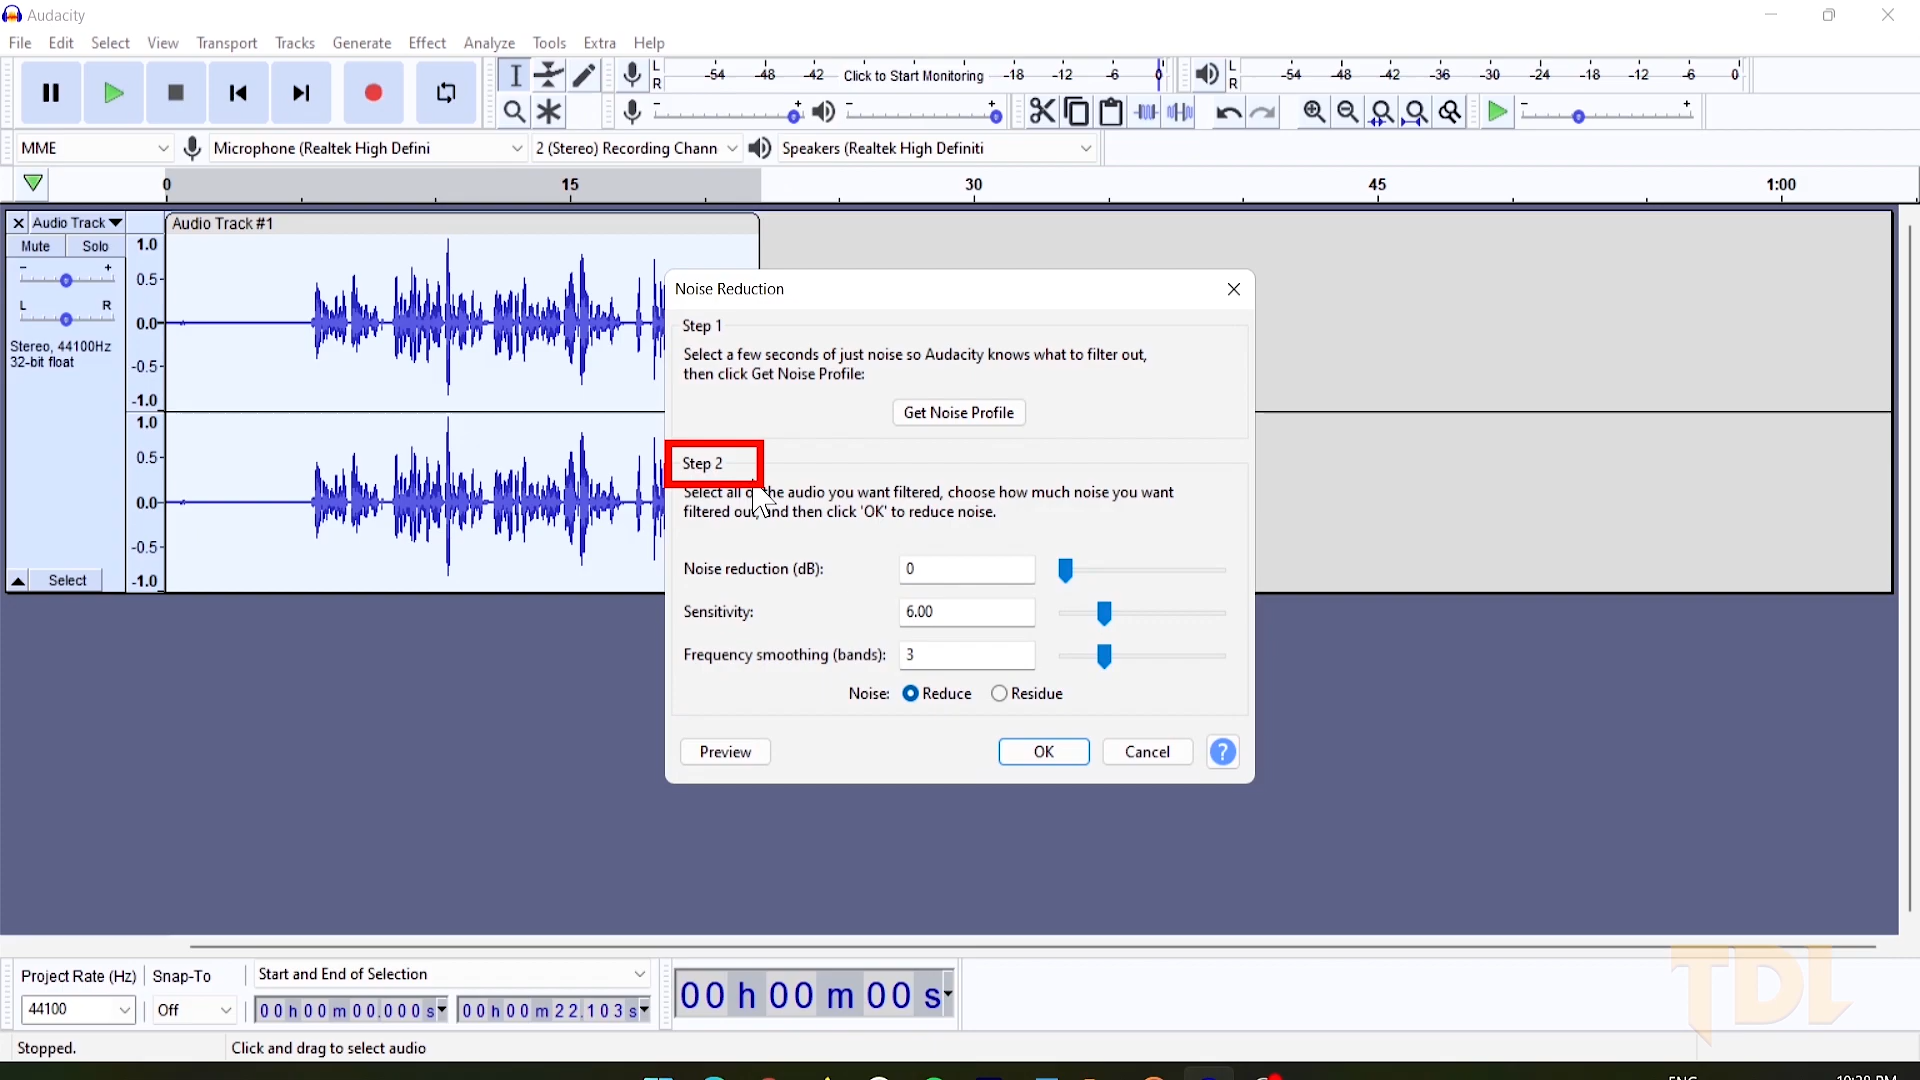 Audacity
File Edit Select View Transport Tracks Generate Effect Analyze Tools Extra Help
L
R
-54 -48 -42 Click to Start Monitoring -18 -12 -6 0
L
R
-54 -48 -42 -36 -30 -24 -18 -12 -6 0
- + - + - +
MME Microphone (Realtek High Defini 2 (Stereo) Recording Chann Speakers (Realtek High Definiti
0 15 30 45 1:00
Audio Track
Audio Track #1
Mute Solo
- +
L R
Stereo, 44100Hz
32-bit float
Select
1.0
0.5
0.0
-0.5
-1.0
1.0
0.5
0.0
-0.5
-1.0
Noise Reduction
Step 1
Select a few seconds of just noise so Audacity knows what to filter out,
then click Get Noise Profile:
Get Noise Profile
Step 2
Select all the audio you want filtered, choose how much noise you want
filtered and then click 'OK' to reduce noise.
Noise reduction (dB): 0
Sensitivity: 6.00
Frequency smoothing (bands): 3
Noise: Reduce Residue
Preview OK Cancel ?
Project Rate (Hz) Snap-To Start and End of Selection
44100 Off 00 h 00 m 00.000 s 00 h 00 m 22.103 s
00 h 00 m 00 s
TDL
Stopped. Click and drag to select audio